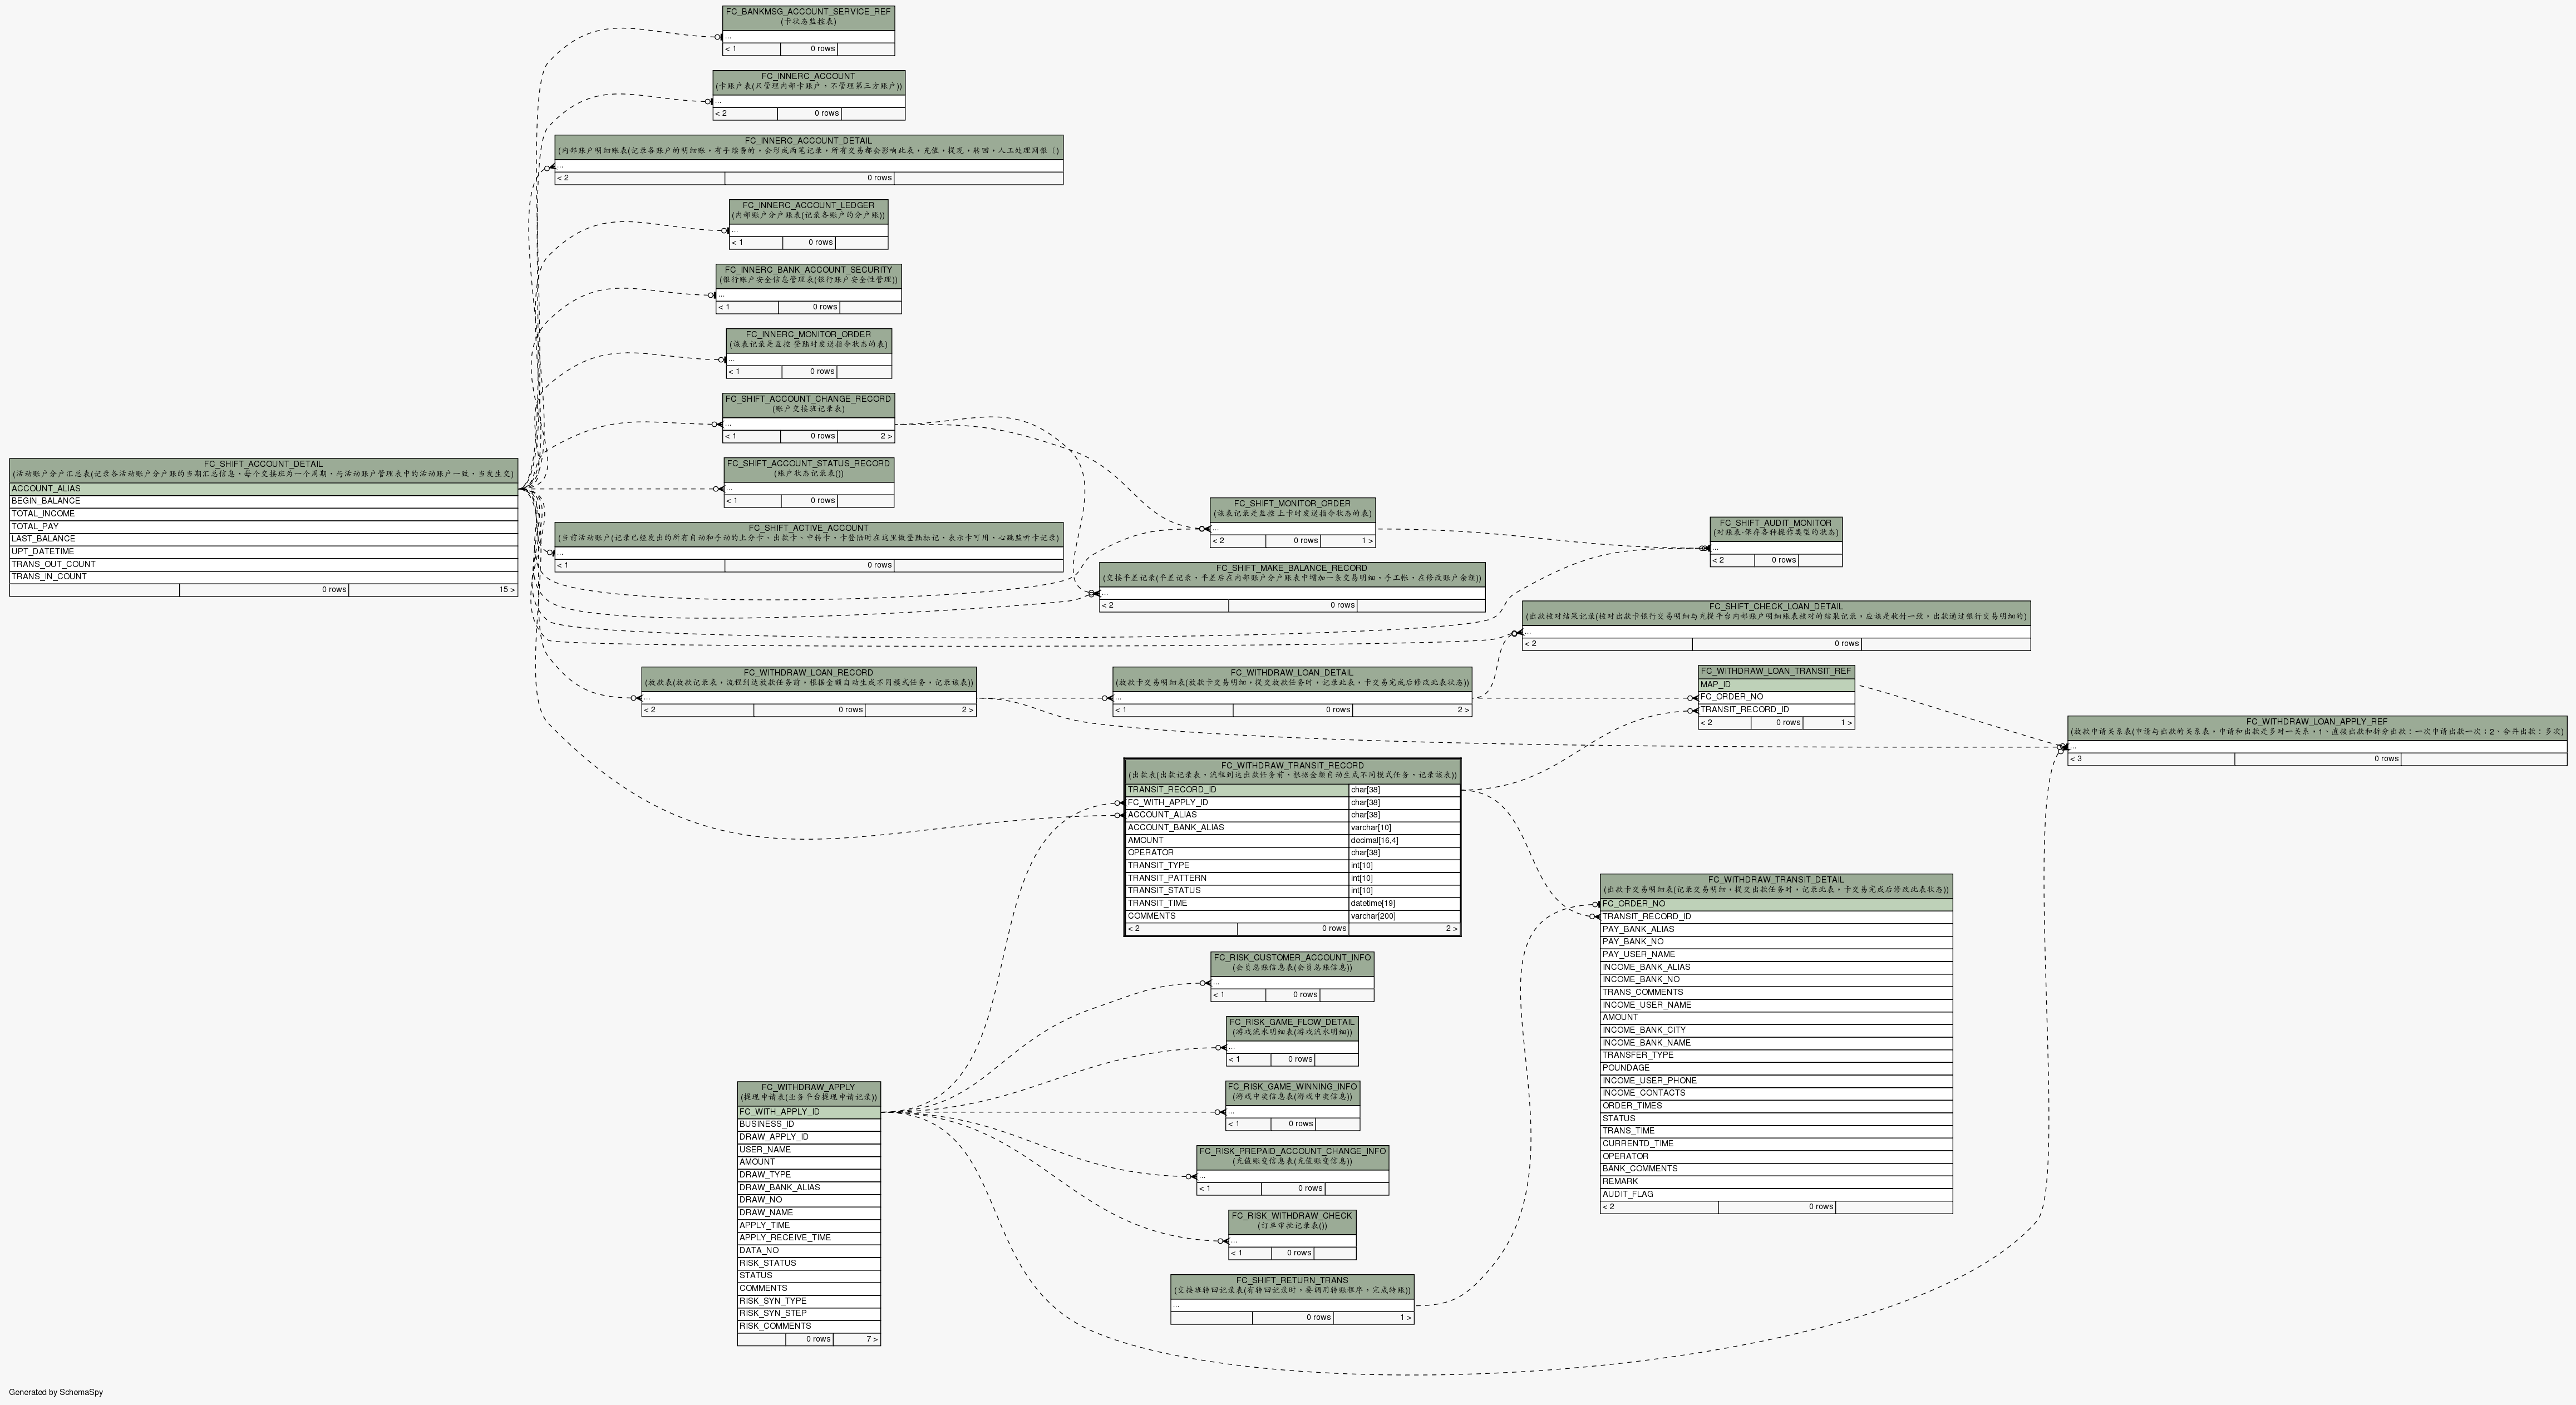 FC_BANKMSG_ACCOUNT_SERVICE_REF
(卡状态监控表)
...
< 1 0 rows
FC_INNERC_ACCOUNT
(卡账户表(只管理内部卡账户，不管理第三方账户))
...
< 2 0 rows
FC_INNERC_ACCOUNT_DETAIL
(内部账户明细账表(记录各账户的明细账，有手续费的，会形成两笔记录，所有交易都会影响此表，充值，提现，转回，人工处理网银（)
...
< 2 0 rows
FC_INNERC_ACCOUNT_LEDGER
(内部账户分户账表(记录各账户的分户账))
...
< 1 0 rows
FC_INNERC_BANK_ACCOUNT_SECURITY
(银行账户安全信息管理表(银行账户安全性管理))
...
< 1 0 rows
FC_INNERC_MONITOR_ORDER
(该表记录是监控 登陆时发送指令状态的表)
...
< 1 0 rows
FC_SHIFT_ACCOUNT_CHANGE_RECORD
(账户交接班记录表)
...
< 1 0 rows 2 >
FC_SHIFT_ACCOUNT_DETAIL
(活动账户分户汇总表(记录各活动账户分户账的当期汇总信息，每个交接班为一个周期，与活动账户管理表中的活动账户一致，当发生交)
ACCOUNT_ALIAS
BEGIN_BALANCE
TOTAL_INCOME
TOTAL_PAY
LAST_BALANCE
UPT_DATETIME
TRANS_OUT_COUNT
TRANS_IN_COUNT
0 rows 15 >
FC_SHIFT_ACCOUNT_STATUS_RECORD
(账户状态记录表())
...
< 1 0 rows
FC_SHIFT_ACTIVE_ACCOUNT
(当前活动账户(记录已经发出的所有自动和手动的上分卡、出款卡、中转卡，卡登陆时在这里做登陆标记，表示卡可用，心跳监听卡记录)
...
< 1 0 rows
FC_SHIFT_MONITOR_ORDER
(该表记录是监控 上卡时发送指令状态的表)
...
< 2 0 rows 1 >
FC_SHIFT_AUDIT_MONITOR
(对账表-保存各种操作类型的状态)
...
< 2 0 rows
FC_SHIFT_MAKE_BALANCE_RECORD
(交接平差记录(平差记录，平差后在内部账户分户账表中增加一条交易明细，手工帐，在修改账户余额))
...
< 2 0 rows
FC_SHIFT_CHECK_LOAN_DETAIL
(出款核对结果记录(核对出款卡银行交易明细与充提平台内部账户明细账表核对的结果记录，应该是收付一致，出款通过银行交易明细的)
...
< 2 0 rows
FC_WITHDRAW_LOAN_RECORD
(放款表(放款记录表，流程到达放款任务前，根据金额自动生成不同模式任务，记录该表))
...
< 2 0 rows 2 >
FC_WITHDRAW_LOAN_DETAIL
(放款卡交易明细表(放款卡交易明细，提交放款任务时，记录此表，卡交易完成后修改此表状态))
...
< 1 0 rows 2 >
FC_WITHDRAW_LOAN_TRANSIT_REF
MAP_ID
FC_ORDER_NO
TRANSIT_RECORD_ID
< 2 0 rows 1 >
FC_WITHDRAW_LOAN_APPLY_REF
(放款申请关系表(申请与出款的关系表，申请和出款是多对一关系，1、直接出款和拆分出款：一次申请出款一次；2、合并出款：多次)
...
< 3 0 rows
FC_WITHDRAW_TRANSIT_RECORD
(出款表(出款记录表，流程到达出款任务前，根据金额自动生成不同模式任务，记录该表))
TRANSIT_RECORD_ID char[38]
FC_WITH_APPLY_ID char[38]
ACCOUNT_ALIAS char[38]
ACCOUNT_BANK_ALIAS varchar[10]
AMOUNT decimal[16,4]
OPERATOR char[38]
TRANSIT_TYPE int[10]
TRANSIT_PATTERN int[10]
TRANSIT_STATUS int[10]
TRANSIT_TIME datetime[19]
COMMENTS varchar[200]
< 2 0 rows 2 >
FC_WITHDRAW_TRANSIT_DETAIL
(出款卡交易明细表(记录交易明细，提交出款任务时，记录此表，卡交易完成后修改此表状态))
FC_ORDER_NO
TRANSIT_RECORD_ID
PAY_BANK_ALIAS
PAY_BANK_NO
PAY_USER_NAME
INCOME_BANK_ALIAS
INCOME_BANK_NO
TRANS_COMMENTS
INCOME_USER_NAME
AMOUNT
INCOME_BANK_CITY
INCOME_BANK_NAME
TRANSFER_TYPE
POUNDAGE
INCOME_USER_PHONE
INCOME_CONTACTS
ORDER_TIMES
STATUS
TRANS_TIME
CURRENTD_TIME
OPERATOR
BANK_COMMENTS
REMARK
AUDIT_FLAG
< 2 0 rows
FC_RISK_CUSTOMER_ACCOUNT_INFO
(会员总账信息表(会员总账信息))
...
< 1 0 rows
FC_RISK_GAME_FLOW_DETAIL
(游戏流水明细表(游戏流水明细))
...
< 1 0 rows
FC_RISK_GAME_WINNING_INFO
(游戏中奖信息表(游戏中奖信息))
...
< 1 0 rows
FC_RISK_PREPAID_ACCOUNT_CHANGE_INFO
(充值账变信息表(充值账变信息))
...
< 1 0 rows
FC_RISK_WITHDRAW_CHECK
(订单审批记录表())
...
< 1 0 rows
FC_SHIFT_RETURN_TRANS
(交接班转回记录表(有转回记录时，要调用转账程序，完成转账))
...
0 rows 1 >
FC_WITHDRAW_APPLY
(提现申请表(业务平台提现申请记录))
FC_WITH_APPLY_ID
BUSINESS_ID
DRAW_APPLY_ID
USER_NAME
AMOUNT
DRAW_TYPE
DRAW_BANK_ALIAS
DRAW_NO
DRAW_NAME
APPLY_TIME
APPLY_RECEIVE_TIME
DATA_NO
RISK_STATUS
STATUS
COMMENTS
RISK_SYN_TYPE
RISK_SYN_STEP
RISK_COMMENTS
0 rows 7 >
Generated by SchemaSpy